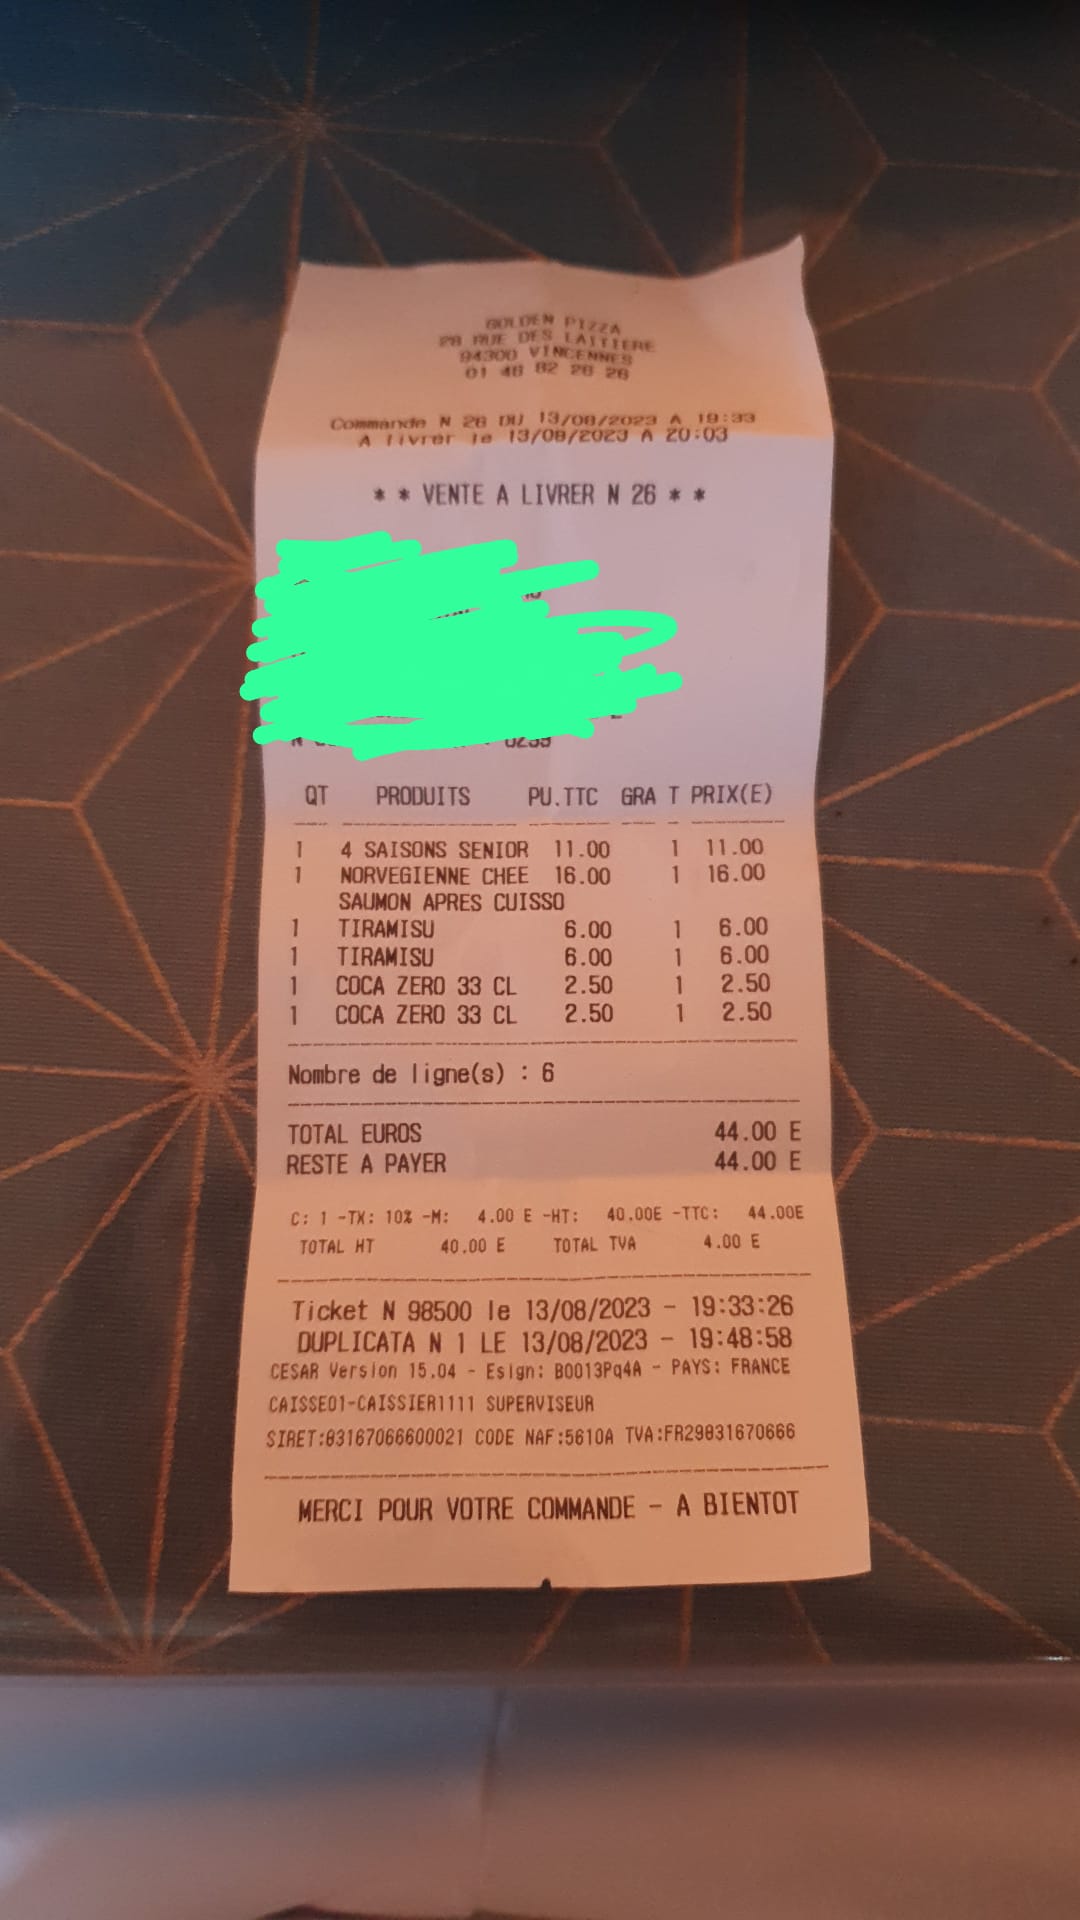 GOLDEN PIZZA
28 RUE DES LAITIERE
94300 VINCENNES
01 48 82 28 28
Commande N 26 DU 13/08/2023 A 19:33
A livrer le 13/08/2023 A 20:03
* * VENTE A LIVRER N 26 * *
QT PRODUITS PU.TTC GRA T PRIX(E)
1 4 SAISONS SENIOR 11.00 1 11.00
1 NORVEGIENNE CHEE 16.00 1 16.00
SAUMON APRES CUISSO
1 TIRAMISU 6.00 1 6.00
1 TIRAMISU 6.00 1 6.00
1 COCA ZERO 33 CL 2.50 1 2.50
1 COCA ZERO 33 CL 2.50 1 2.50
Nombre de ligne(s) : 6
TOTAL EUROS 44.00 E
RESTE A PAYER 44.00 E
C: 1 -TX: 10% -M: 4.00 E -HT: 40.00E -TTC: 44.00E
TOTAL HT 40.00 E TOTAL TVA 4.00 E
Ticket N 98500 le 13/08/2023 - 19:33:26
DUPLICATA N 1 LE 13/08/2023 - 19:48:58
CESAR Version 15.04 - Esign: B0013Pq4A - PAYS: FRANCE
CAISSE01-CAISSIER1111 SUPERVISEUR
SIRET:83167066600021 CODE NAF:5610A TVA:FR29831670666
MERCI POUR VOTRE COMMANDE - A BIENTOT